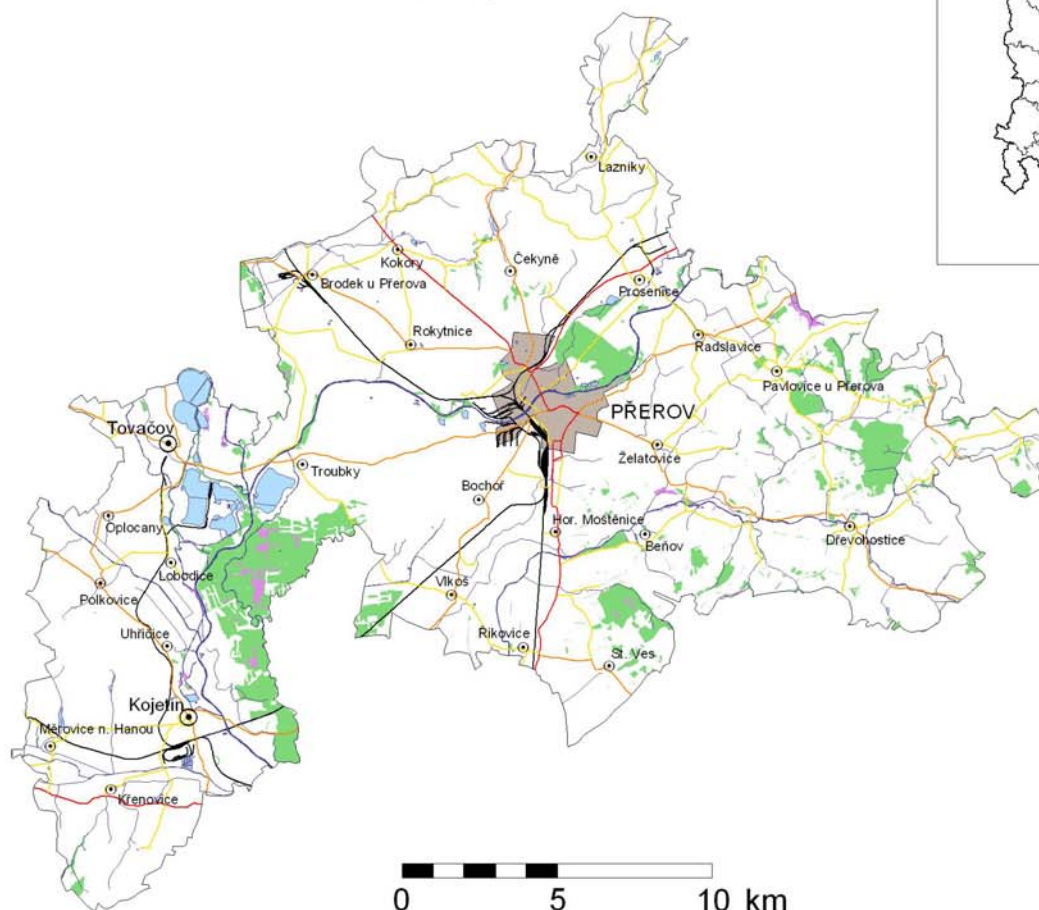 Lazníky
Kokory
Čekyně
Brodek u Přerova
Prosenice
Rokytnice
Radslavice
Pavlovice u Přerova
PŘEROV
Tovačov
Želatovice
Troubky
Bochoř
Oplocany
Hor. Moštěnice
Beňov
Dřevohostice
Lobodice
Polkovice
Vlkoš
Uhřičice
Říkovice
St. Ves
Kojetín
Měrovice n. Hanou
Křenovice
0 5 10 km